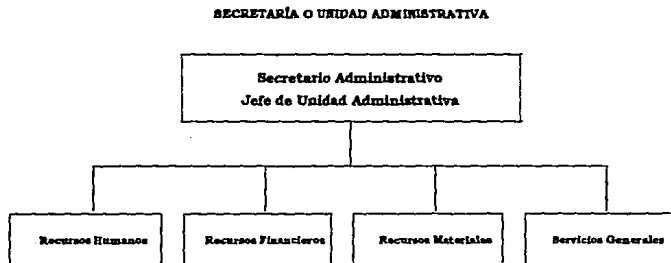 SECRETARÍA O UNIDAD ADMINISTRATIVA
Secretario Administrativo
Jefe de Unidad Administrativa
Recursos Humanos
Recursos Financieros
Recursos Materiales
Servicios Generales